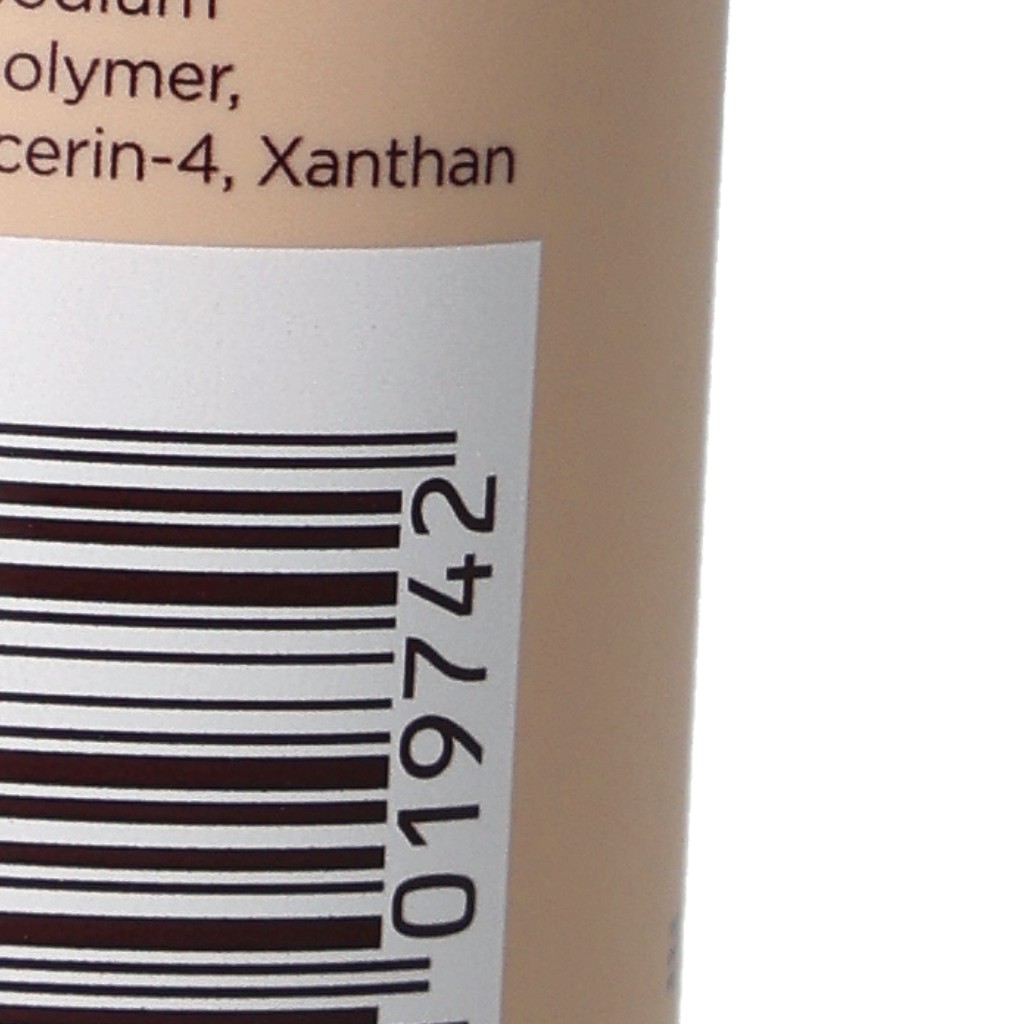 olymer,
cerin-4, Xanthan
019742